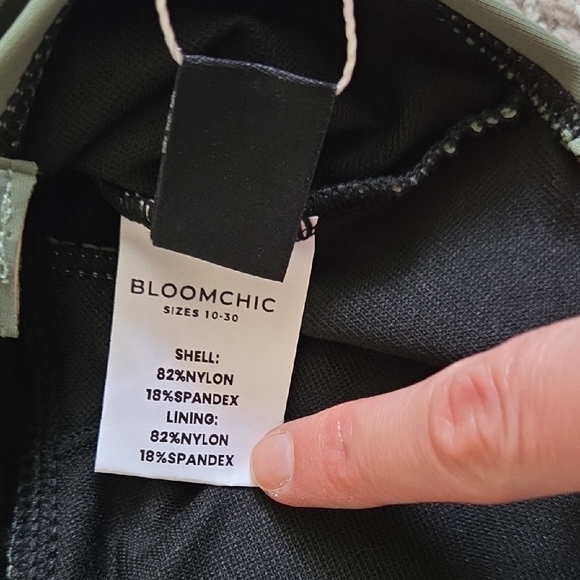 BLOOMCHIC
SIZES 10-30
SHELL:
82%NYLON
18%SPANDEX
LINING:
82%NYLON
18%SPANDEX